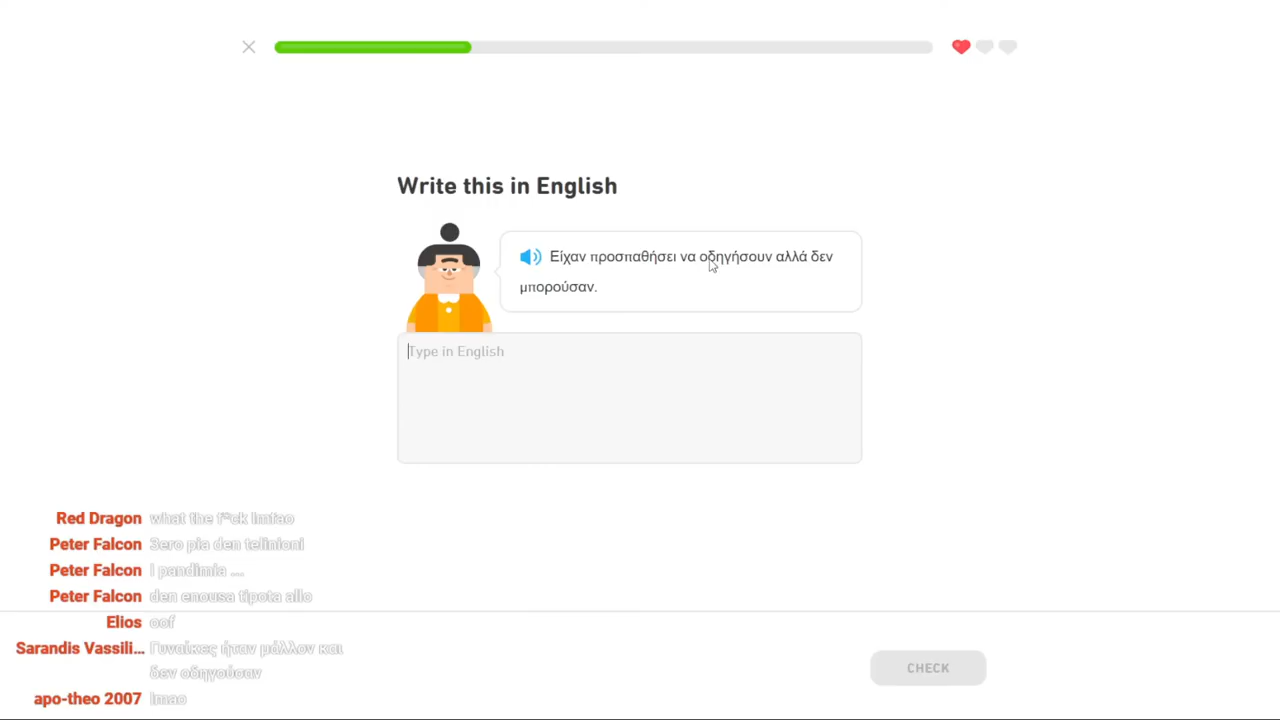 Write this in English
Είχαν προσπαθήσει να οδηγήσουν αλλά δεν
μπορούσαν.
Type in English
Red Dragon what the f*ck lmfao
Peter Falcon 3ero pia den telinioni
Peter Falcon I pandimia ...
Peter Falcon den enousa tipota allo
Elios oof
Sarandis Vassili... Γυναίκες ήταν μάλλον και
δεν οδηγούσαν
apo-theo 2007 lmao
CHECK